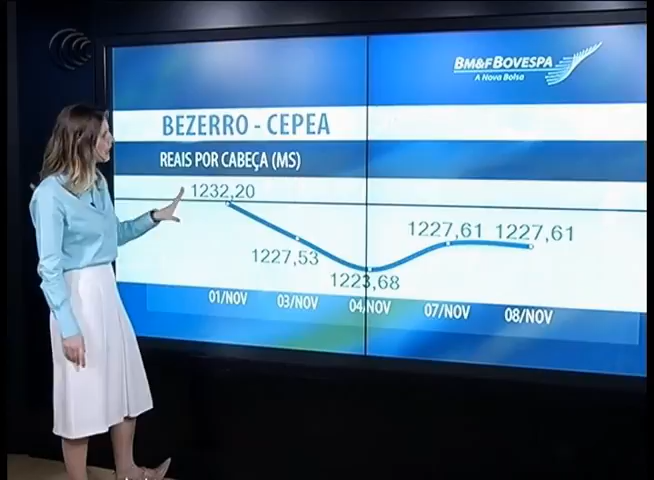 BM&FBOVESPA
A Nova Bolsa
BEZERRO - CEPEA
REAIS POR CABEÇA (MS)
1232,20
1227,53
1223,68
1227,61
1227,61
01/NOV
03/NOV
04/NOV
07/NOV
08/NOV